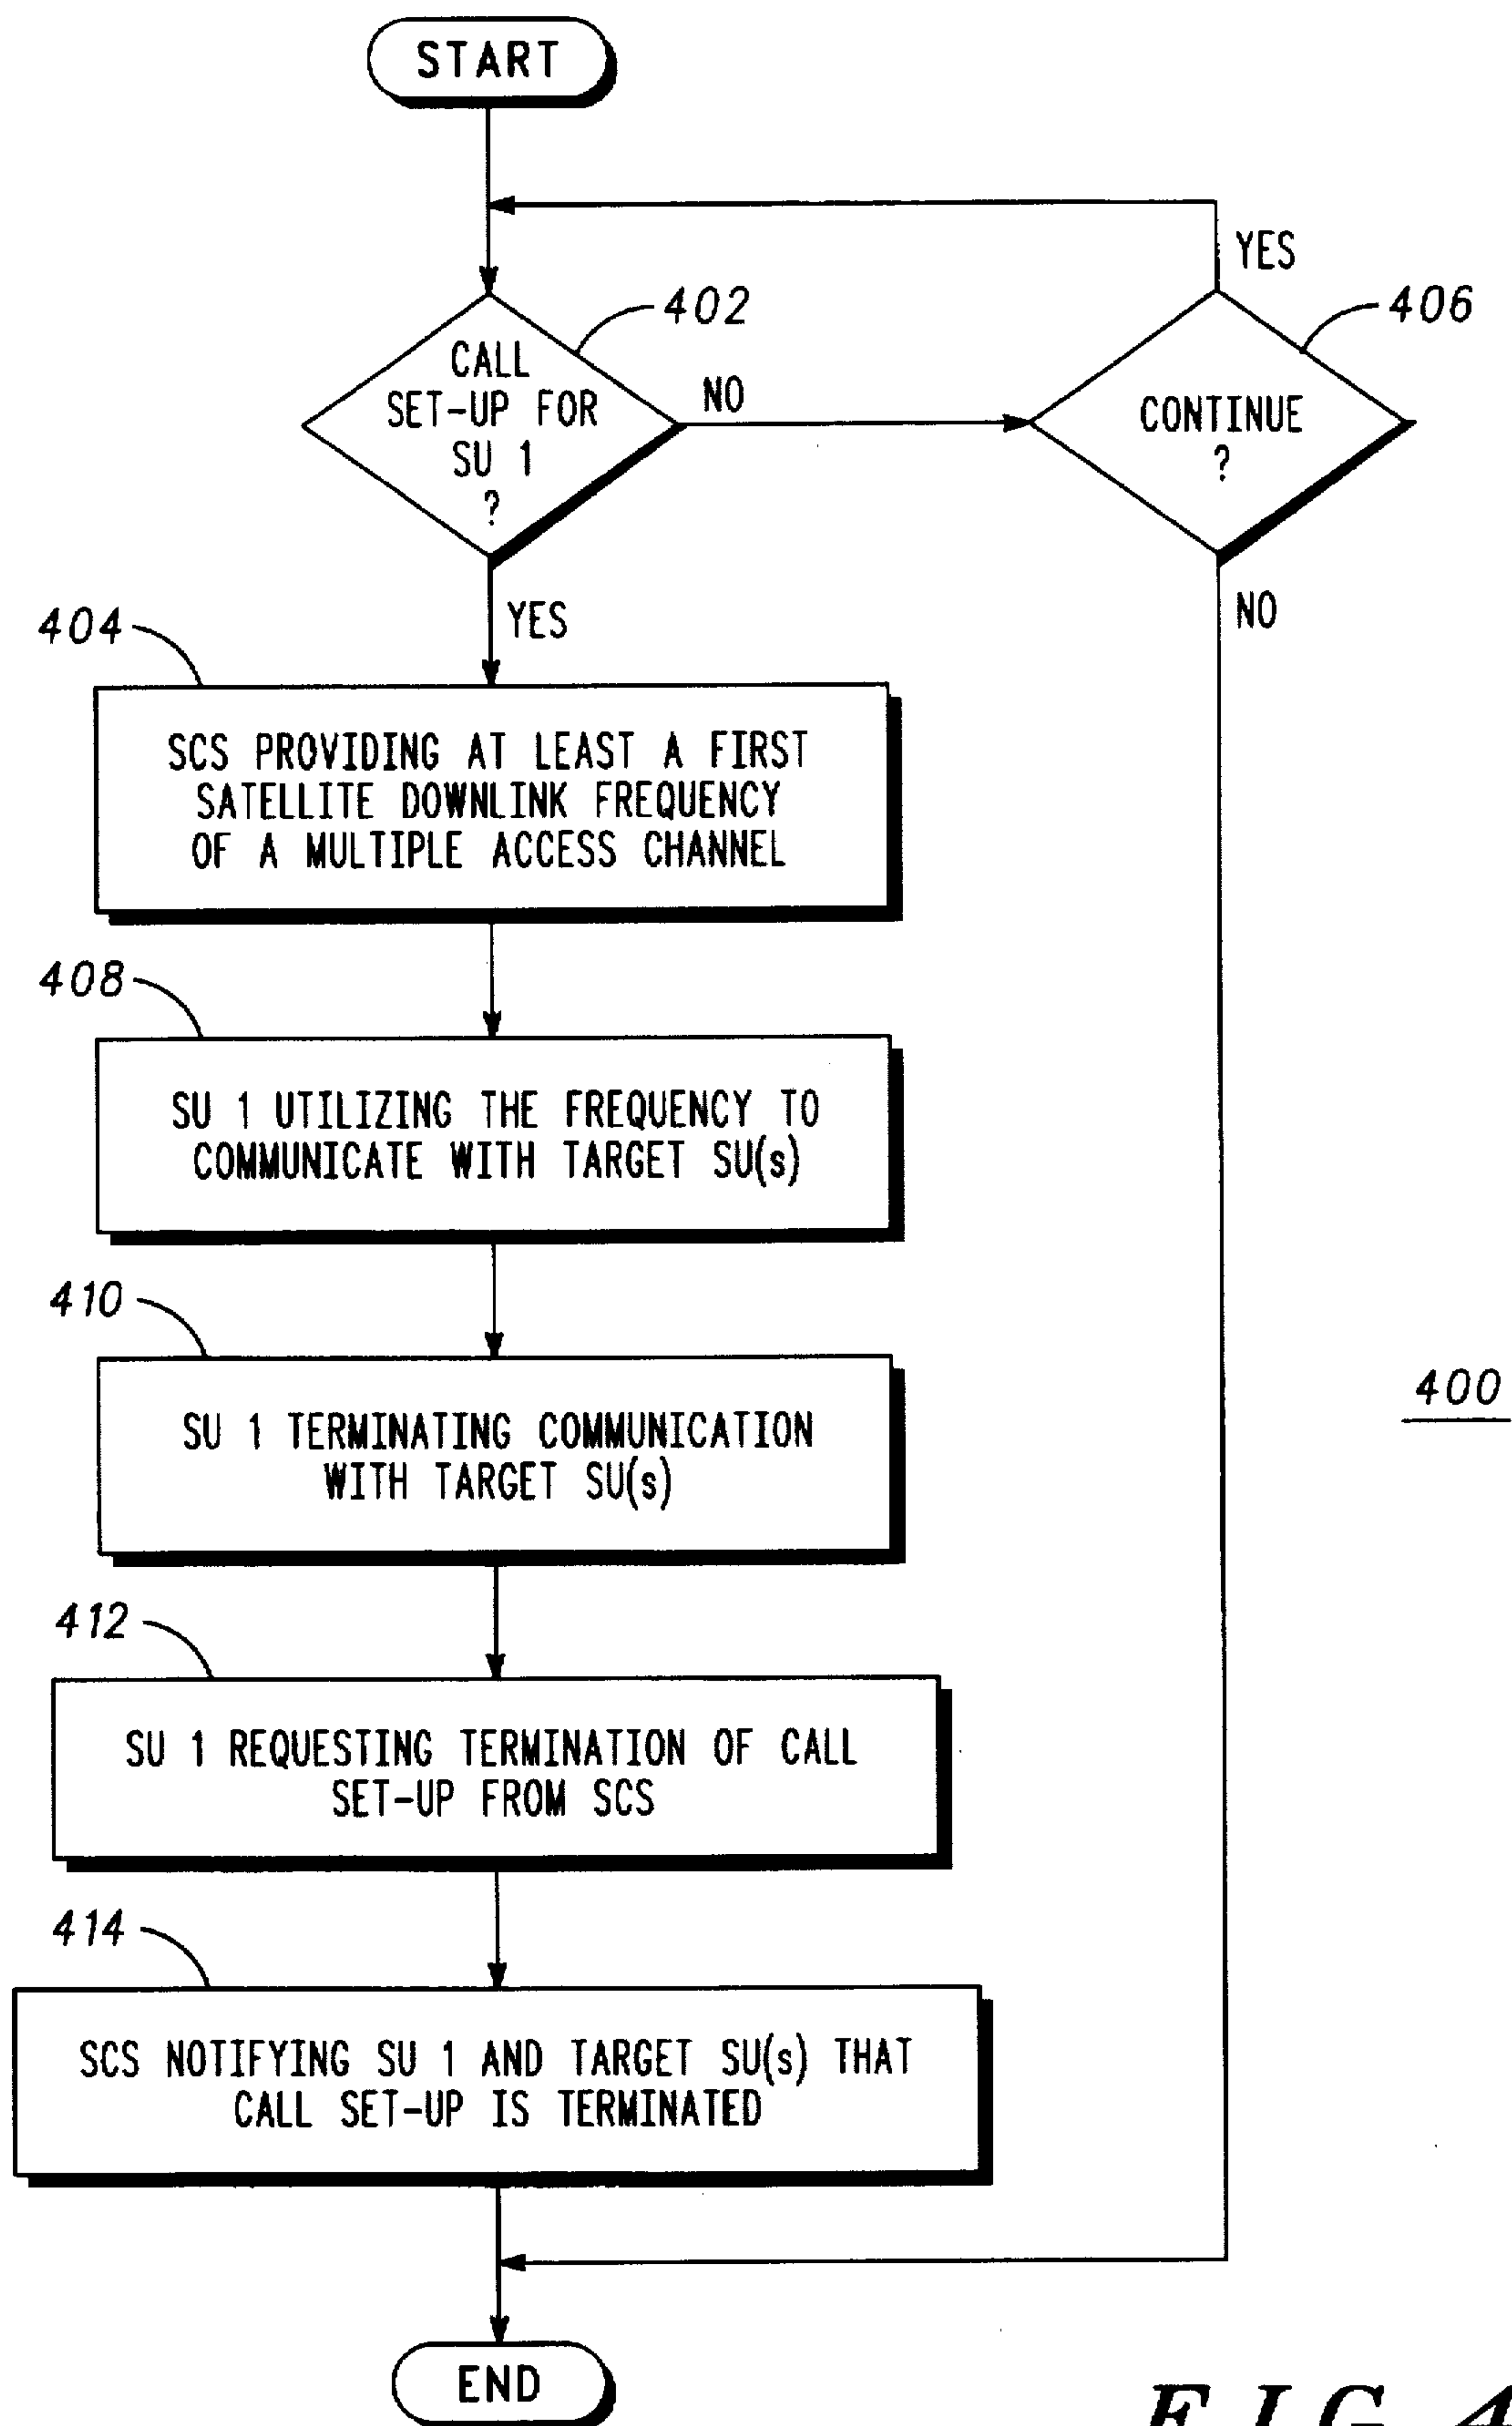 START
YES
402
406
CALL
SET-UP FOR
SU 1
?
NO
CONTINUE
?
404
YES
NO
SCS PROVIDING AT LEAST A FIRST
SATELLITE DOWNLINK FREQUENCY
OF A MULTIPLE ACCESS CHANNEL
408
SU 1 UTILIZING THE FREQUENCY TO
COMMUNICATE WITH TARGET SU(s)
410
SU 1 TERMINATING COMMUNICATION
WITH TARGET SU(s)
400
412
SU 1 REQUESTING TERMINATION OF CALL
SET-UP FROM SCS
414
SCS NOTIFYING SU 1 AND TARGET SU(s) THAT
CALL SET-UP IS TERMINATED
END
FIG. 4